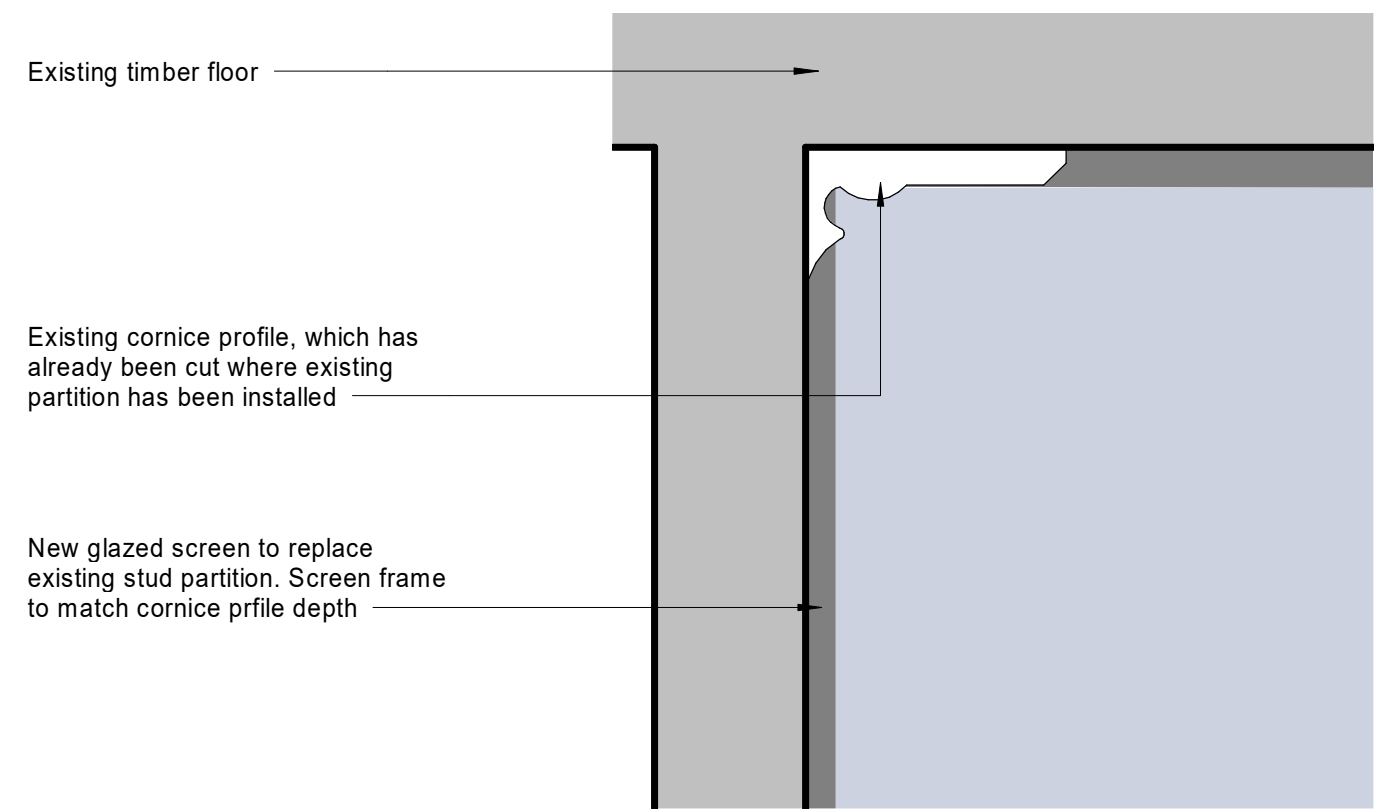 Existing timber floor
Existing cornice profile, which has
already been cut where existing
partition has been installed
New glazed screen to replace
existing stud partition. Screen frame
to match cornice prfile depth